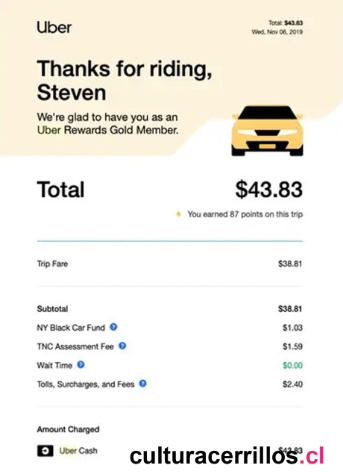 Uber
Total: $43.83
Wed, Nov 06, 2019
Thanks for riding,
Steven
We're glad to have you as an
Uber Rewards Gold Member.
Total $43.83
You earned 87 points on this trip
Trip Fare $38.81
Subtotal $38.81
NY Black Car Fund ? $1.03
TNC Assessment Fee ? $1.59
Wait Time ? $0.00
Tolls, Surcharges, and Fees ? $2.40
Amount Charged
Uber Cash $43.83
culturacerrillos.cl